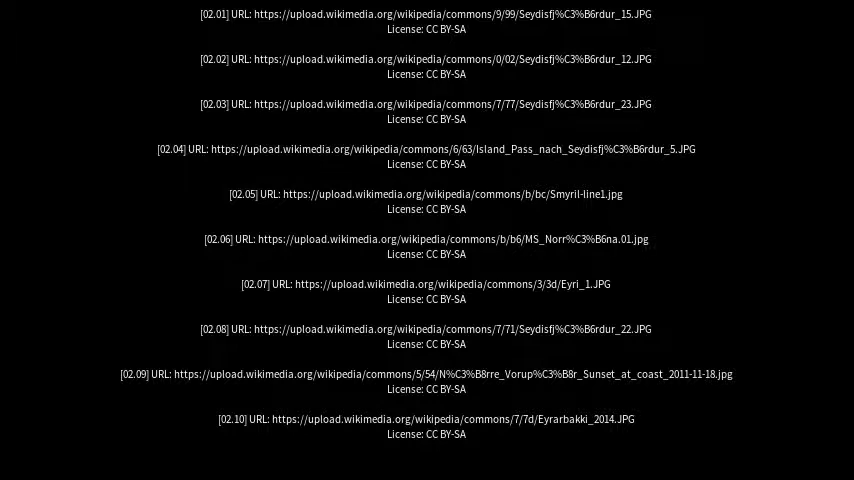 [02.01] URL: https://upload.wikimedia.org/wikipedia/commons/9/99/Seydisfj%C3%B6rdur_15.JPG
License: CC BY-SA
[02.02] URL: https://upload.wikimedia.org/wikipedia/commons/0/02/Seydisfj%C3%B6rdur_12.JPG
License: CC BY-SA
[02.03] URL: https://upload.wikimedia.org/wikipedia/commons/7/77/Seydisfj%C3%B6rdur_23.JPG
License: CC BY-SA
[02.04] URL: https://upload.wikimedia.org/wikipedia/commons/6/63/Island_Pass_nach_Seydisfj%C3%B6rdur_5.JPG
License: CC BY-SA
[02.05] URL: https://upload.wikimedia.org/wikipedia/commons/b/bc/Smyril-line1.jpg
License: CC BY-SA
[02.06] URL: https://upload.wikimedia.org/wikipedia/commons/b/b6/MS_Norr%C3%B6na.01.jpg
License: CC BY-SA
[02.07] URL: https://upload.wikimedia.org/wikipedia/commons/3/3d/Eyri_1.JPG
License: CC BY-SA
[02.08] URL: https://upload.wikimedia.org/wikipedia/commons/7/71/Seydisfj%C3%B6rdur_22.JPG
License: CC BY-SA
[02.09] URL: https://upload.wikimedia.org/wikipedia/commons/5/54/N%C3%B8rre_Vorup%C3%B8r_Sunset_at_coast_2011-11-18.jpg
License: CC BY-SA
[02.10] URL: https://upload.wikimedia.org/wikipedia/commons/7/7d/Eyrarbakki_2014.JPG
License: CC BY-SA